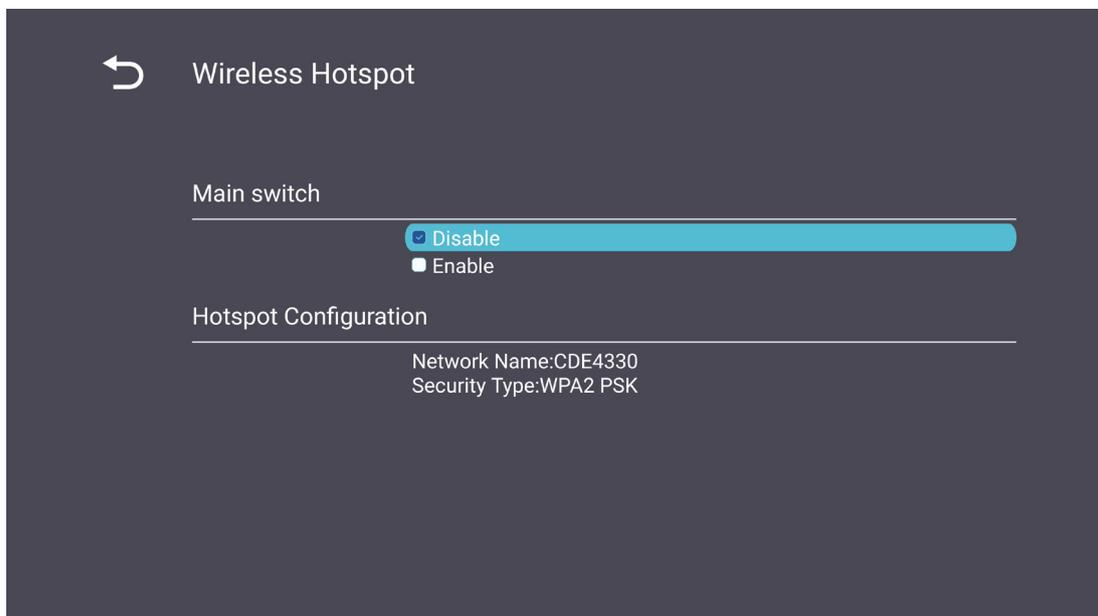 Wireless Hotspot
Main switch
Disable
Enable
Hotspot Configuration
Network Name:CDE4330
Security Type:WPA2 PSK